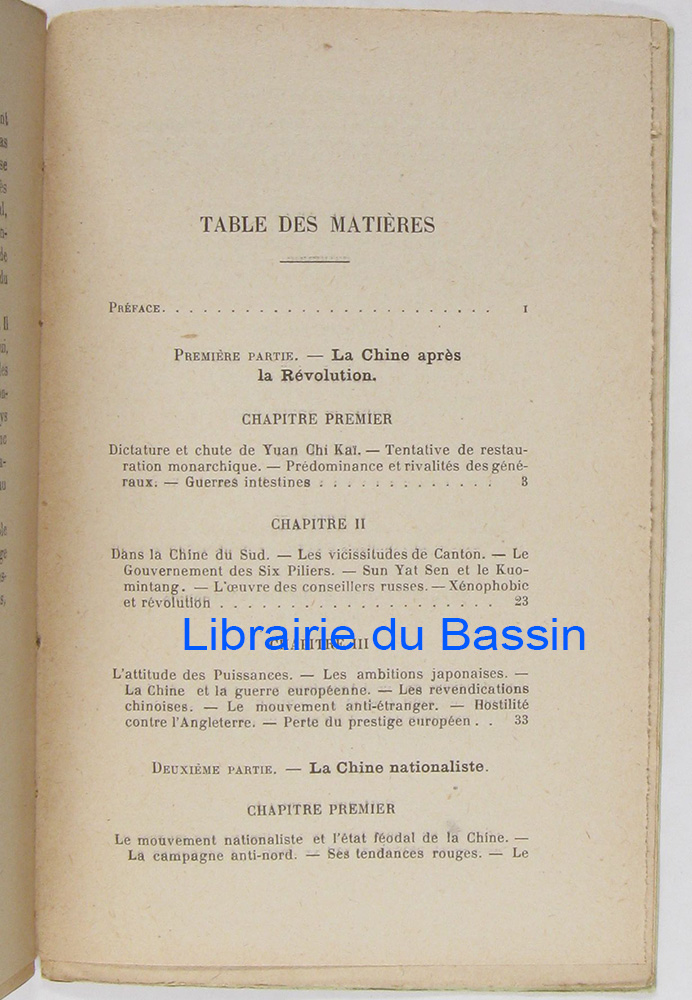 TABLE DES MATIÈRES
PRÉFACE. . . . . . . . . . . . . . . . . . . . . . . . . I
PREMIÈRE PARTIE. — La Chine après
la Révolution.
CHAPITRE PREMIER
Dictature et chute de Yuan Chi Kaï. — Tentative de restau-
ration monarchique. — Prédominance et rivalités des géné-
raux. — Guerres intestines . . . . . . . . . . . . . 3
CHAPITRE II
Dans la Chine du Sud. — Les vicissitudes de Canton. — Le
Gouvernement des Six Piliers. — Sun Yat Sen et le Kuo-
mintang. — L'œuvre des conseillers russes. — Xénophobic
et révolution . . . . . . . . . . . . . . . . . . . . 23
Librairie du Bassin
CHAPITRE III
L'attitude des Puissances. — Les ambitions japonaises. —
La Chine et la guerre européenne. — Les revendications
chinoises. — Le mouvement anti-étranger. — Hostilité
contre l'Angleterre. — Perte du prestige européen . . 33
DEUXIÉME PARTIE. — La Chine nationaliste.
CHAPITRE PREMIER
Le mouvement nationaliste et l'état féodal de la Chine. —
La campagne anti-nord. — Ses tendances rouges. — Le